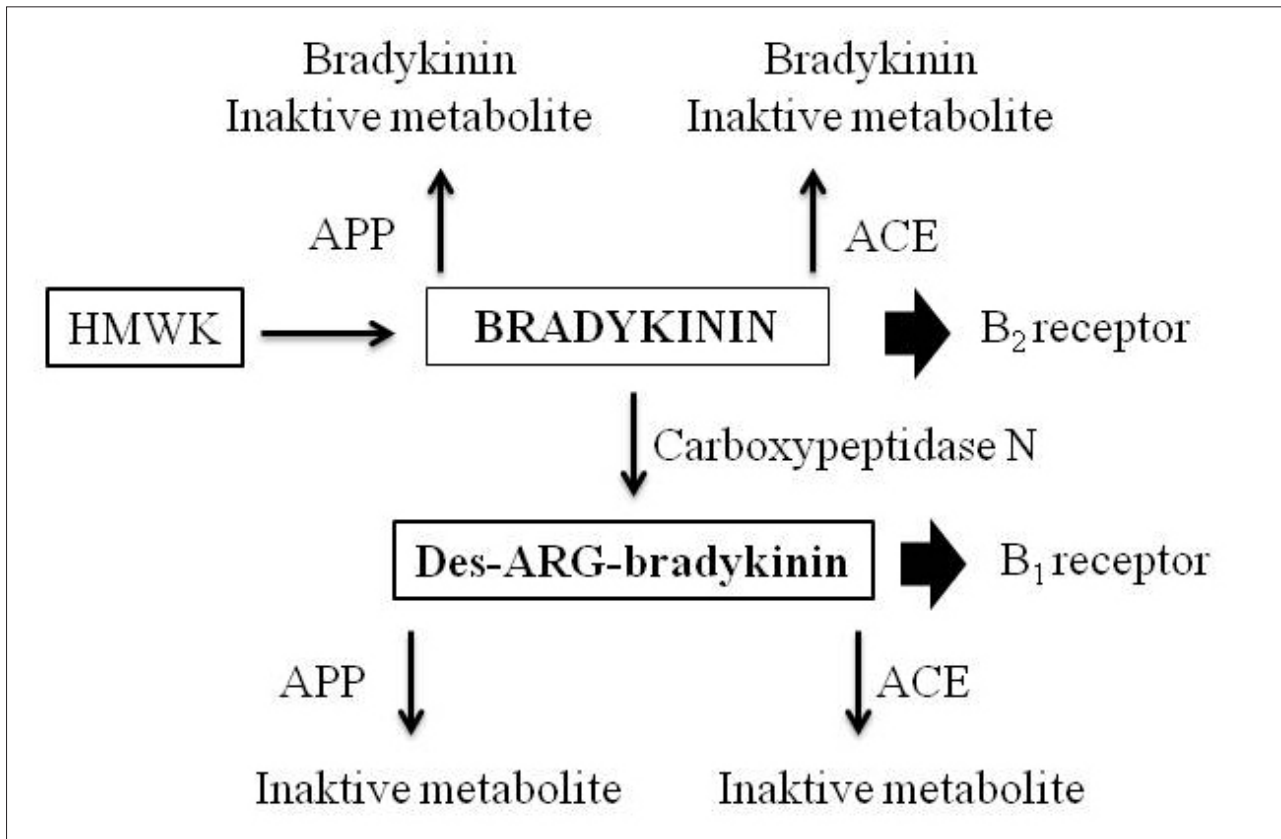 Bradykinin
Inaktive metabolite
Bradykinin
Inaktive metabolite
APP
ACE
HMWK
BRADYKININ
B₂ receptor
Carboxypeptidase N
Des-ARG-bradykinin
B₁ receptor
APP
ACE
Inaktive metabolite
Inaktive metabolite